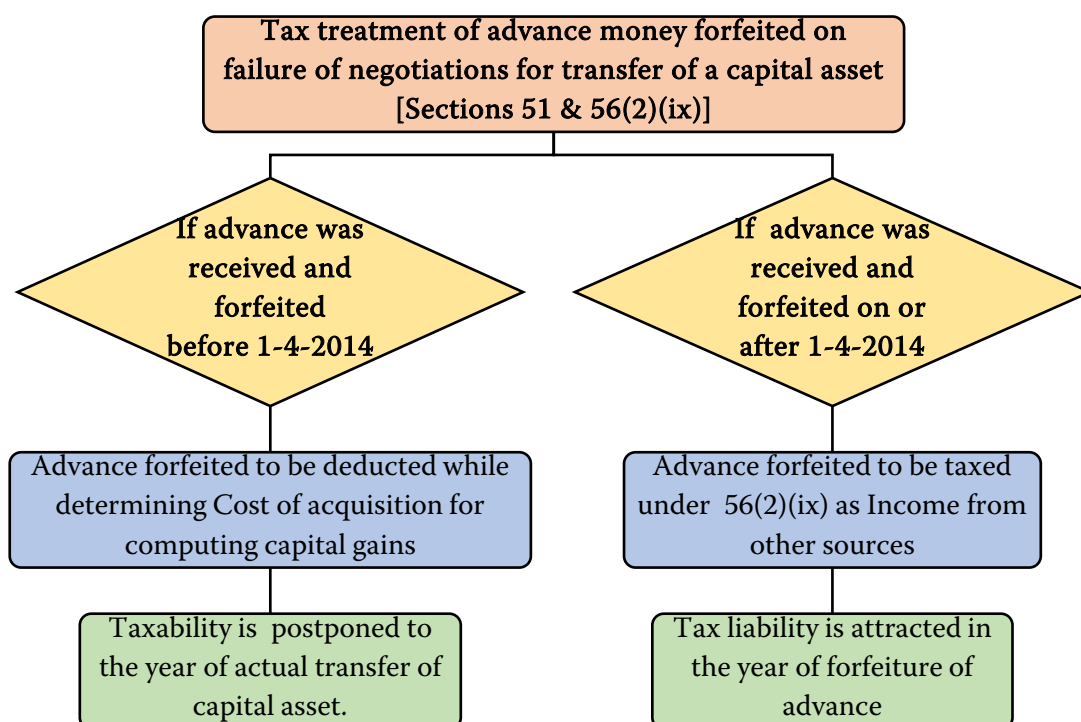 Tax treatment of advance money forfeited on
failure of negotiations for transfer of a capital asset
[Sections 51 & 56(2)(ix)]
If advance was
received and
forfeited
before 1-4-2014
If advance was
received and
forfeited on or
after 1-4-2014
Advance forfeited to be deducted while
determining Cost of acquisition for
computing capital gains
Advance forfeited to be taxed
under 56(2)(ix) as Income from
other sources
Taxability is postponed to
the year of actual transfer of
capital asset.
Tax liability is attracted in
the year of forfeiture of
advance